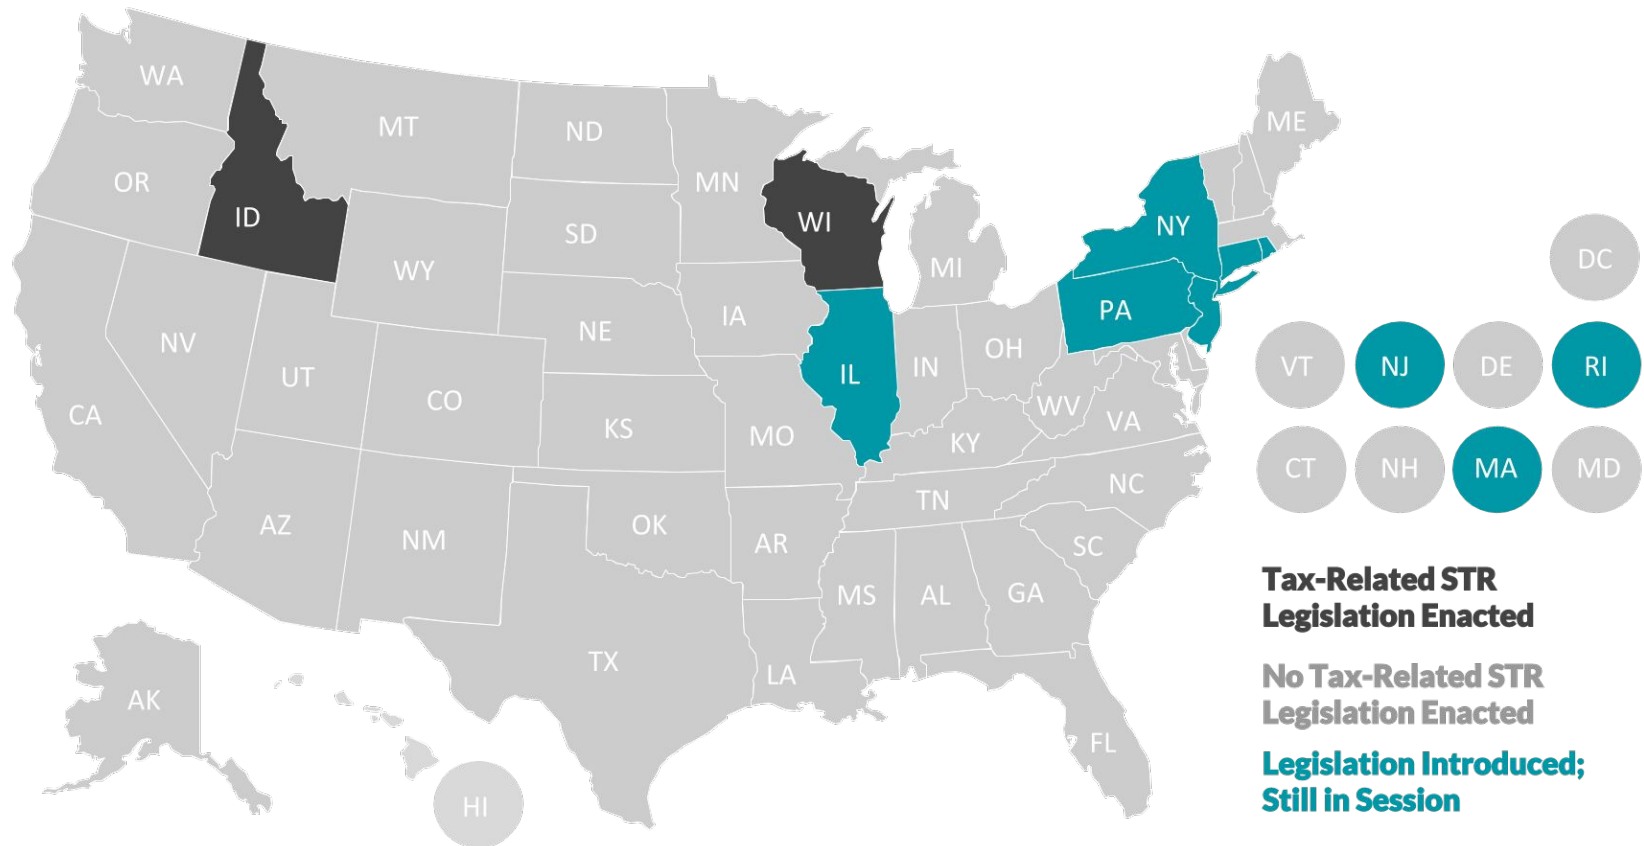 WA
MT
ND
MN
ME
OR
ID
SD
WI
NY
MI
WY
DC
IA
PA
NE
NV
OH
UT
IN
IL
VT
NJ
DE
RI
CO
WV
CA
VA
KS
MO
KY
CT
NH
MA
MD
NC
TN
AZ
OK
NM
AR
SC
MS
AL
GA
Tax-Related STR
Legislation Enacted
TX
LA
No Tax-Related STR
Legislation Enacted
AK
FL
Legislation Introduced;
Still in Session
HI